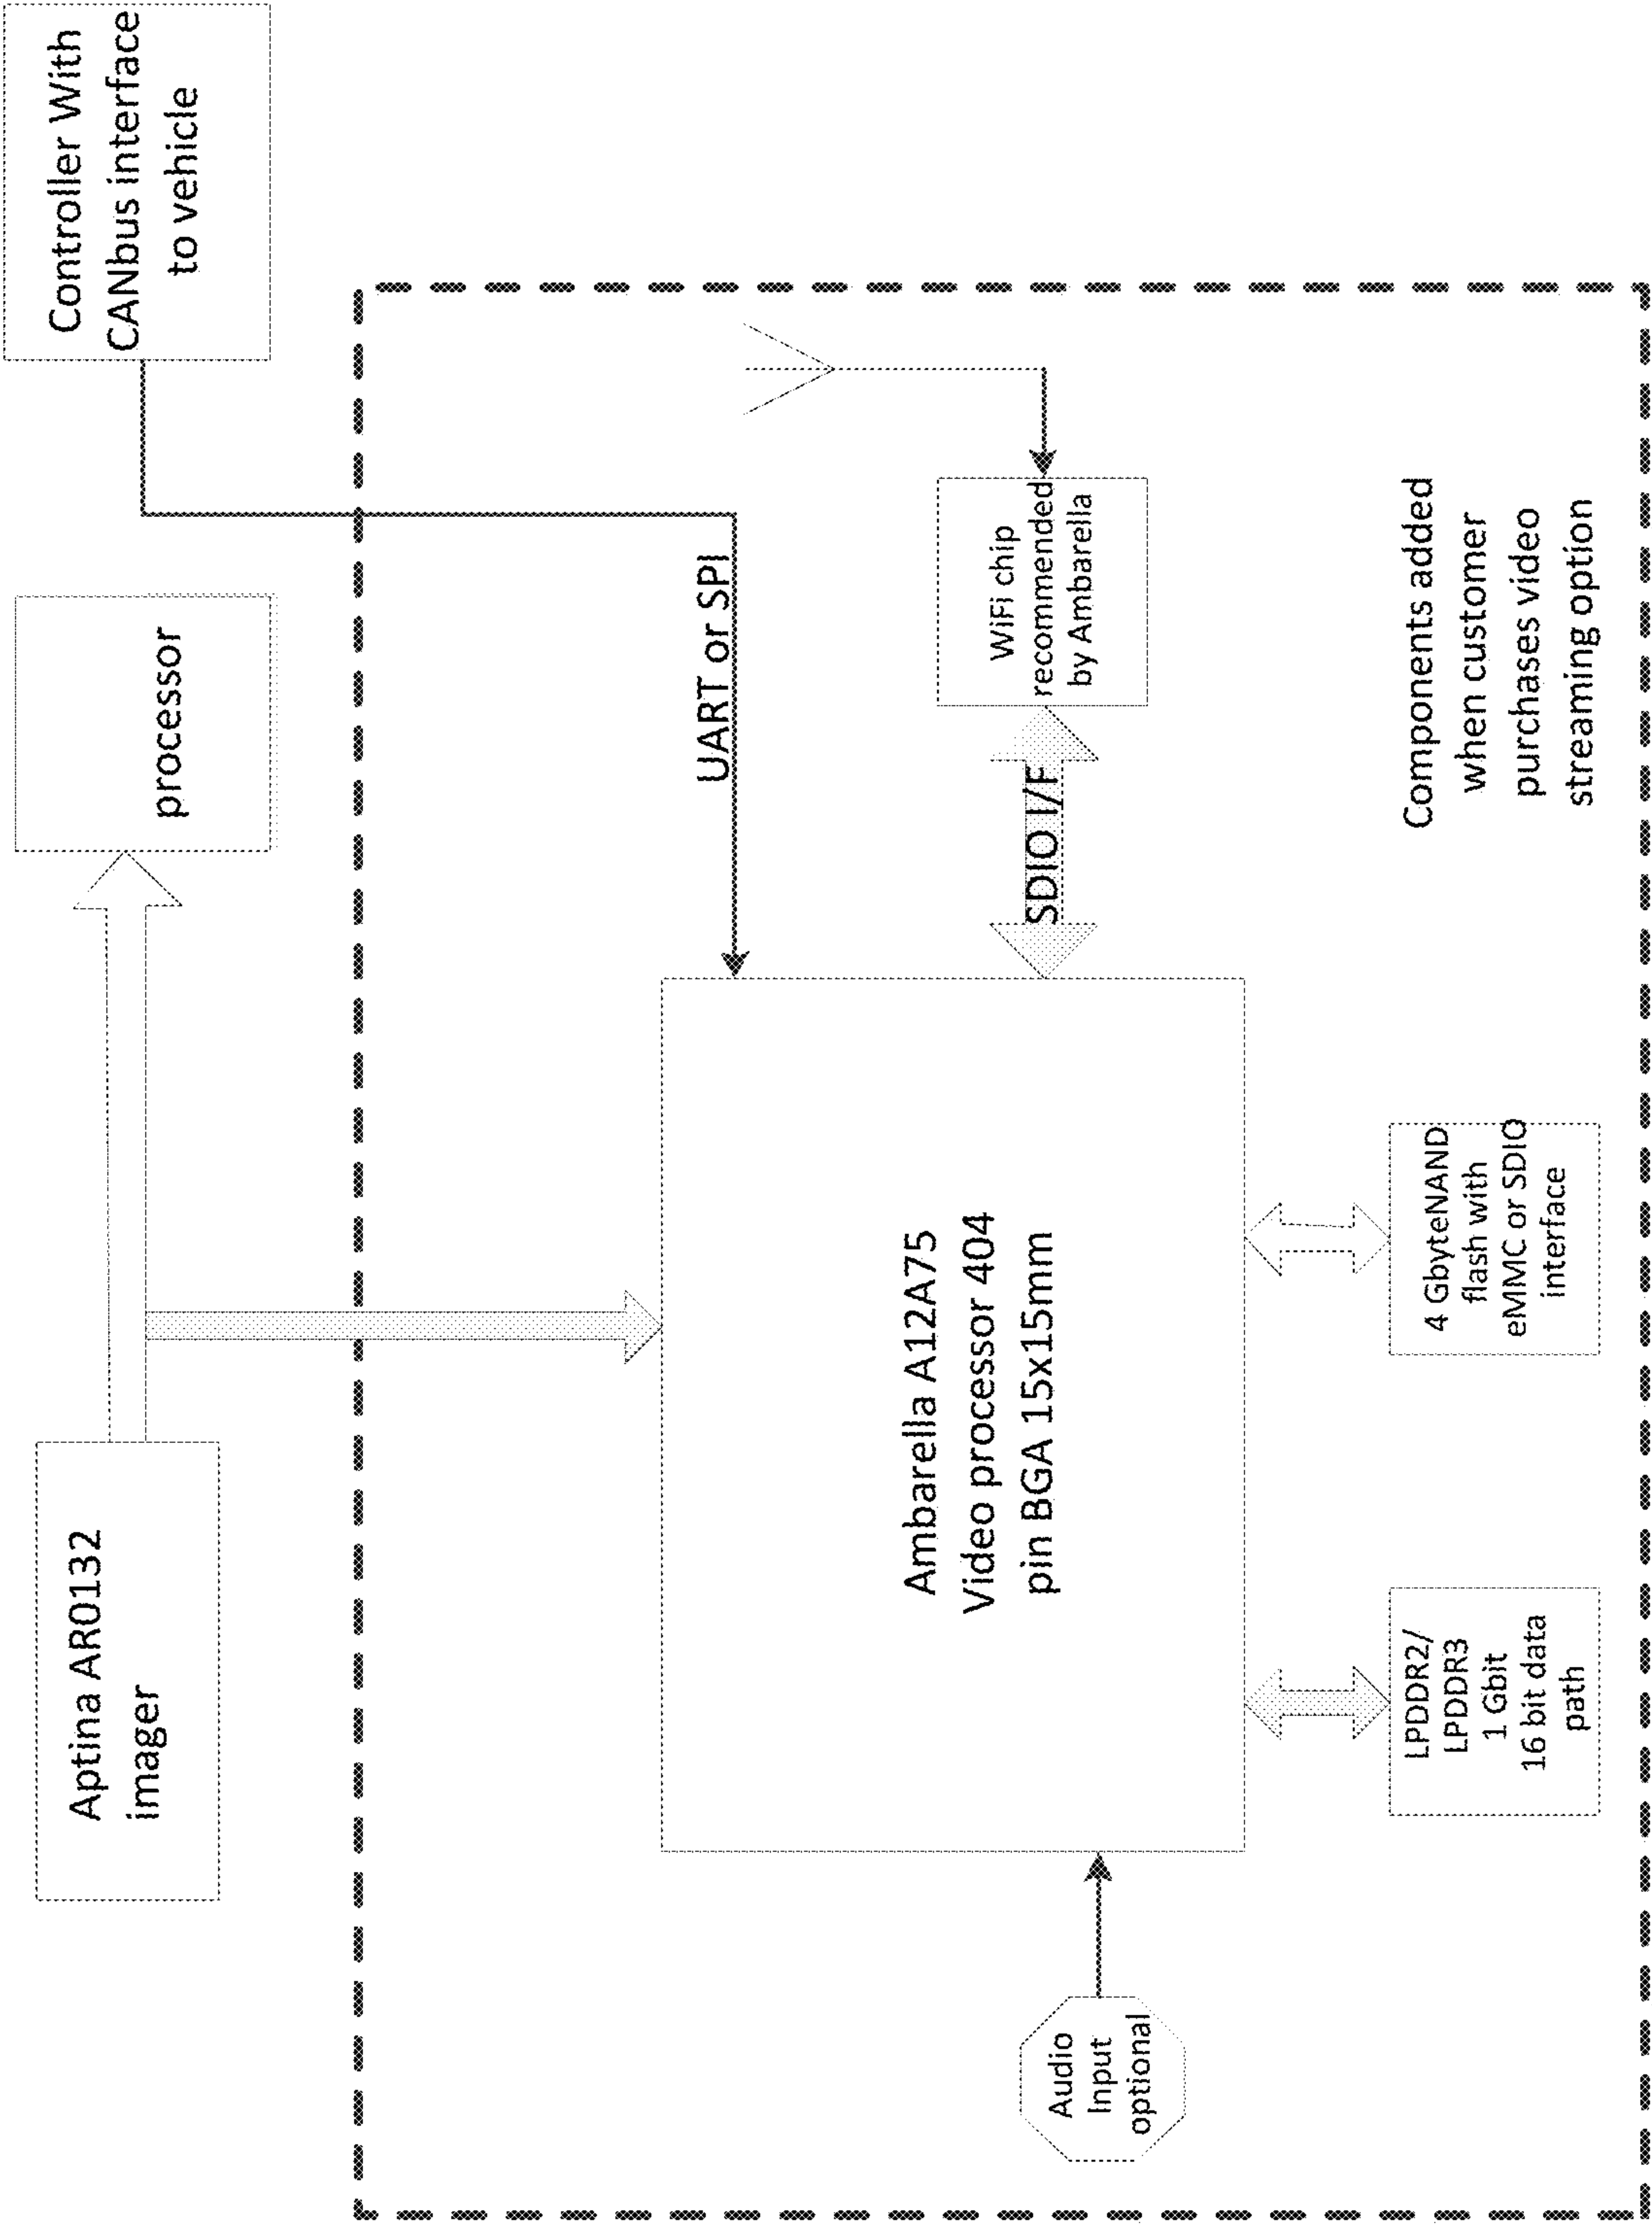 Aptina AR0132
imager
processor
Controller With
CANbus interface
to vehicle
UART or SPI
Ambarella A12A75
Video processor 404
pin BGA 15x15mm
SDIO I/F
WiFi chip
recommended
by Ambarella
Audio
Input
optional
LPDDR2/
LPDDR3
1 Gbit
16 bit data
path
4 GbyteNAND
flash with
eMMC or SDIO
interface
Components added
when customer
purchases video
streaming option